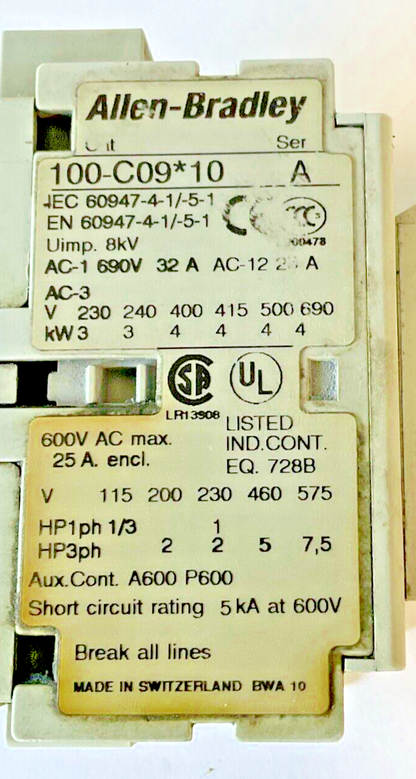 Allen-Bradley
Ser
100-C09*10 A
IEC 60947-4-1/-5-1
EN 60947-4-1/-5-1
Uimp. 8kV
AC-1 690V 32 A AC-12 A
AC-3
V 230 240 400 415 500 690
kW 3 3 4 4 4 4
LR13908
600V AC max.
25 A. encl.
LISTED
IND.CONT.
EQ. 728B
V 115 200 230 460 575
HP1ph 1/3 1
HP3ph 2 2 5 7,5
Aux.Cont. A600 P600
Short circuit rating 5 kA at 600V
Break all lines
MADE IN SWITZERLAND BWA 10